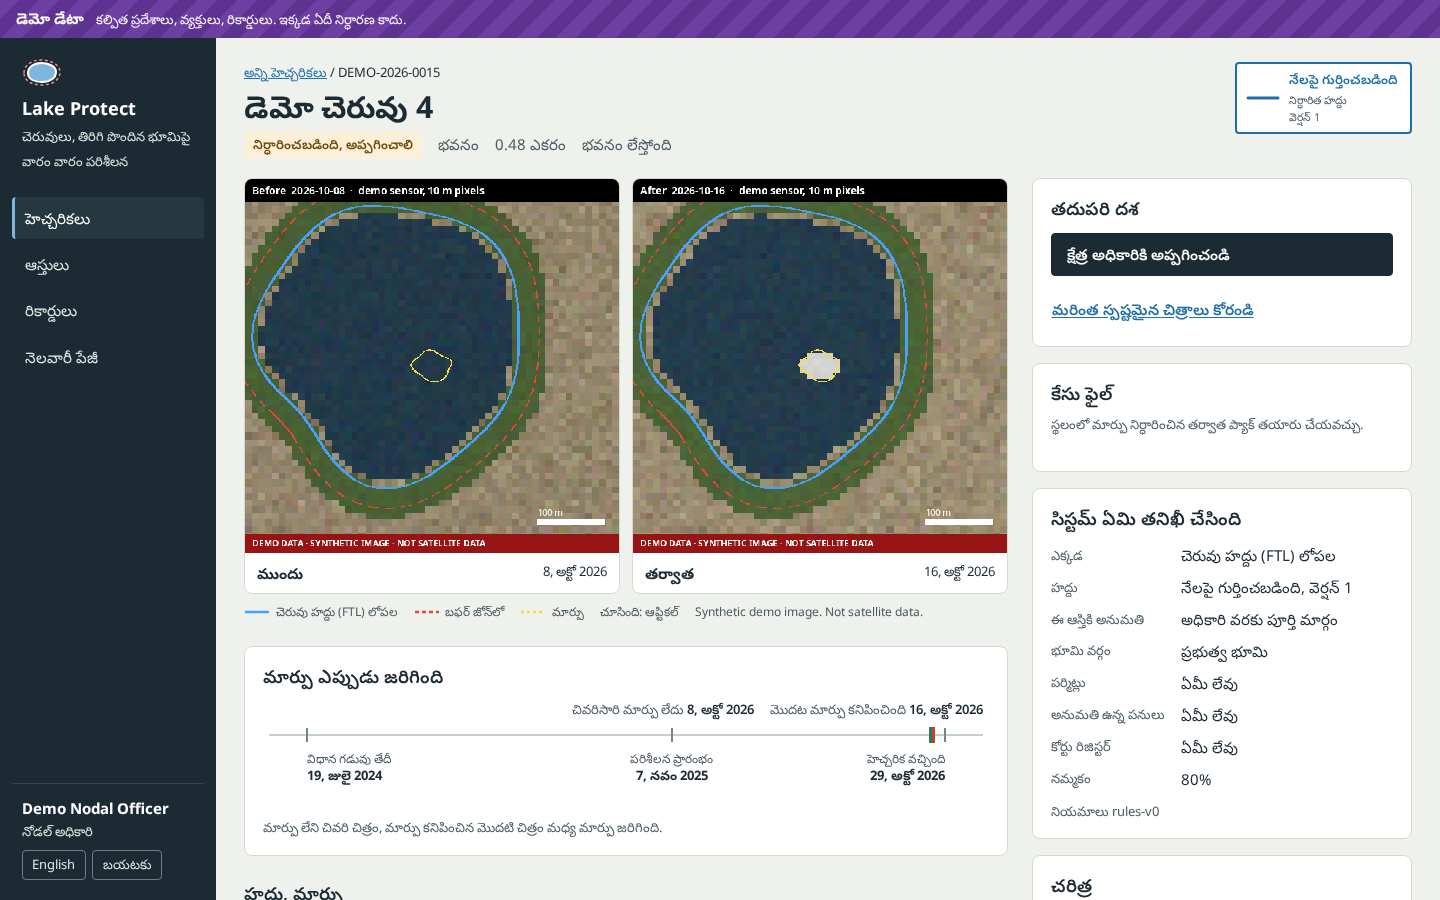 డెమో డేటా కల్పిత ప్రదేశాలు, వ్యక్తులు, రికార్డులు. ఇక్కడ ఏదీ నిర్ధారణ కాదు.
Lake Protect
చెరువులు, తిరిగి పొందిన భూమిపై
వారం వారం పరిశీలన
హెచ్చరికలు
ఆస్తులు
రికార్డులు
నెలవారీ పేజీ
Demo Nodal Officer
నోడల్ అధికారి
English బయటకు
అన్ని హెచ్చరికలు / DEMO-2026-0015
డెమో చెరువు 4
నిర్ధారించబడింది, అప్పగించాలి భవనం 0.48 ఎకరం భవనం లేస్తోంది
నేలపై గుర్తించబడింది
నిర్ధారిత హద్దు
వెర్షన్ 1
Before 2026-10-08 · demo sensor, 10 m pixels
100 m
DEMO DATA · SYNTHETIC IMAGE · NOT SATELLITE DATA
ముందు 8, అక్టో 2026
After 2026-10-16 · demo sensor, 10 m pixels
100 m
DEMO DATA · SYNTHETIC IMAGE · NOT SATELLITE DATA
తర్వాత 16, అక్టో 2026
చెరువు హద్దు (FTL) లోపల బఫర్ జోన్‌లో మార్పు చూసింది: ఆప్టికల్ Synthetic demo image. Not satellite data.
మార్పు ఎప్పుడు జరిగింది
చివరిసారి మార్పు లేదు 8, అక్టో 2026 మొదట మార్పు కనిపించింది 16, అక్టో 2026
విధాన గడువు తేదీ
19, జులై 2024
పరిశీలన ప్రారంభం
7, నవం 2025
హెచ్చరిక వచ్చింది
29, అక్టో 2026
మార్పు లేని చివరి చిత్రం, మార్పు కనిపించిన మొదటి చిత్రం మధ్య మార్పు జరిగింది.
హద్దు, మార్పు
తదుపరి దశ
క్షేత్ర అధికారికి అప్పగించండి
మరింత స్పష్టమైన చిత్రాలు కోరండి
కేసు ఫైల్
స్థలంలో మార్పు నిర్ధారించిన తర్వాత ప్యాక్ తయారు చేయవచ్చు.
సిస్టమ్ ఏమి తనిఖీ చేసింది
ఎక్కడ చెరువు హద్దు (FTL) లోపల
హద్దు నేలపై గుర్తించబడింది, వెర్షన్ 1
ఈ ఆస్తికి అనుమతి అధికారి వరకు పూర్తి మార్గం
భూమి వర్గం ప్రభుత్వ భూమి
పర్మిట్లు ఏమీ లేవు
అనుమతి ఉన్న పనులు ఏమీ లేవు
కోర్టు రిజిస్టర్ ఏమీ లేవు
నమ్మకం 80%
నియమాలు rules-v0
చరిత్ర